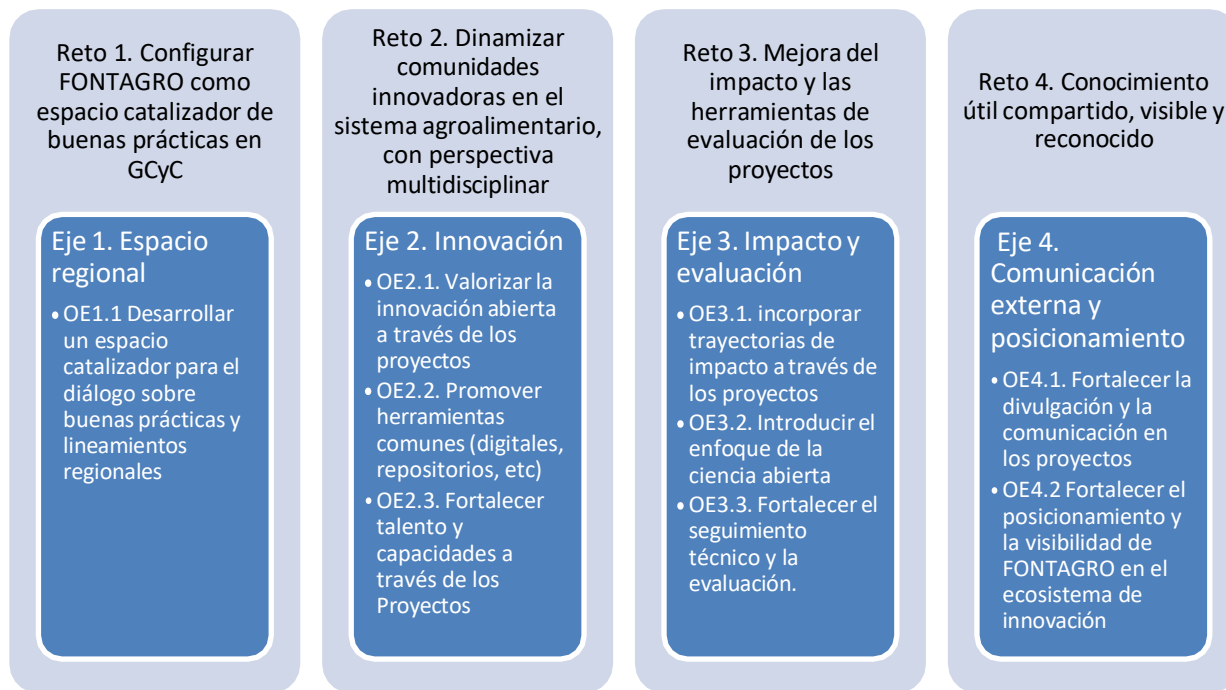 Reto 1. Configurar
FONTAGRO como
espacio catalizador de
buenas prácticas en
GCyC
Eje 1. Espacio
regional
• OE1.1 Desarrollar
un espacio
catalizador para el
diálogo sobre
buenas prácticas y
lineamientos
regionales
Reto 2. Dinamizar
comunidades
innovadoras en el
sistema agroalimentario,
con perspectiva
multidisciplinar
Eje 2. Innovación
• OE2.1. Valorizar la
innovación abierta
a través de los
proyectos
• OE2.2. Promover
herramientas
comunes (digitales,
repositorios, etc)
• OE2.3. Fortalecer
talento y
capacidades a
través de los
Proyectos
Reto 3. Mejora del
impacto y las
herramientas de
evaluación de los
proyectos
Eje 3. Impacto y
evaluación
• OE3.1. incorporar
trayectorias de
impacto a través de
los proyectos
• OE3.2. Introducir el
enfoque de la
ciencia abierta
• OE3.3. Fortalecer el
seguimiento
técnico y la
evaluación.
Reto 4. Conocimiento
útil compartido, visible y
reconocido
Eje 4.
Comunicación
externa y
posicionamiento
• OE4.1. Fortalecer la
divulgación y la
comunicación en
los proyectos
• OE4.2 Fortalecer el
posicionamiento y
la visibilidad de
FONTAGRO en el
ecosistema de
innovación